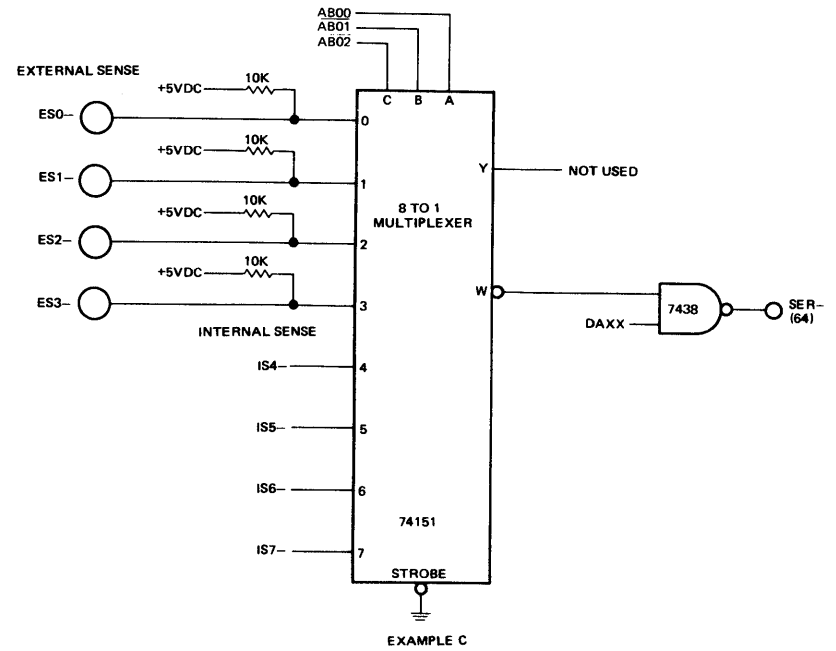 AB00
AB01
AB02
EXTERNAL SENSE
C B A
+5VDC 10K
ES0– 0
+5VDC 10K
ES1– 1
Y NOT USED
+5VDC 10K
8 TO 1
MULTIPLEXER
ES2– 2
+5VDC 10K
W
ES3– 3
7438
SER–
(64)
DAXX
INTERNAL SENSE
IS4– 4
IS5– 5
IS6– 6
74151
IS7– 7
STROBE
EXAMPLE C